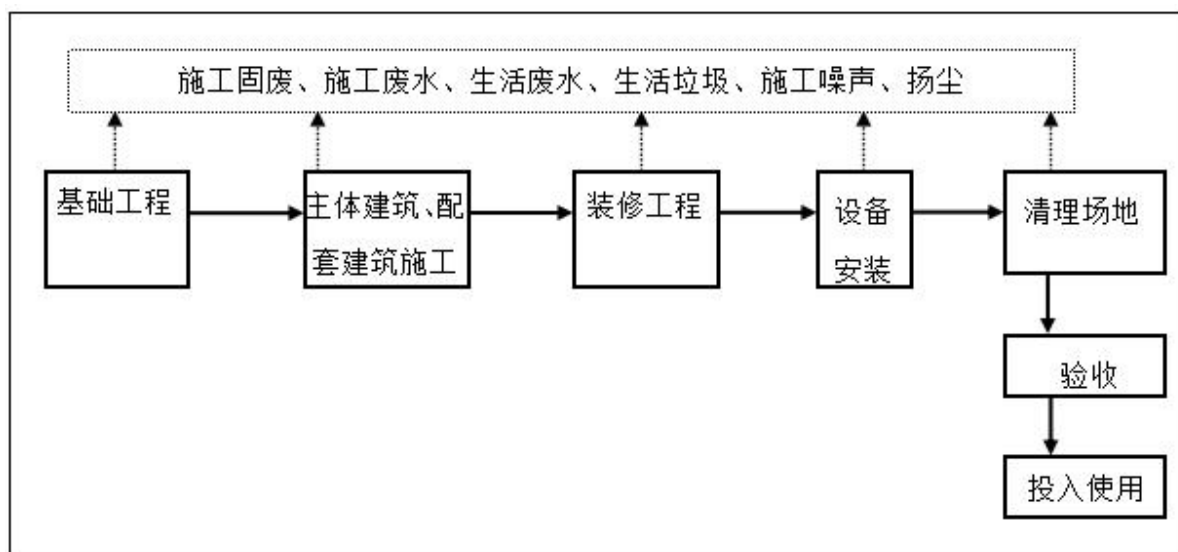 施工固废、施工废水、生活废水、生活垃圾、施工噪声、扬尘
基础工程
主体建筑、配
套建筑施工
装修工程
设备
安装
清理场地
验收
投入使用